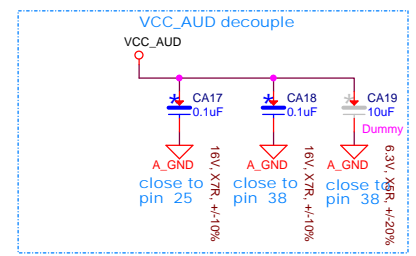 VCC_AUD decouple
VCC_AUD
CA17
0.1uF
CA18
0.1uF
CA19
10uF
Dummy
A_GND
A_GND
A_GND
16V, X7R, +/-10%
16V, X7R, +/-10%
6.3V, X5R, +/-20%
close to
pin 25
close to
pin 38
close to
pin 38